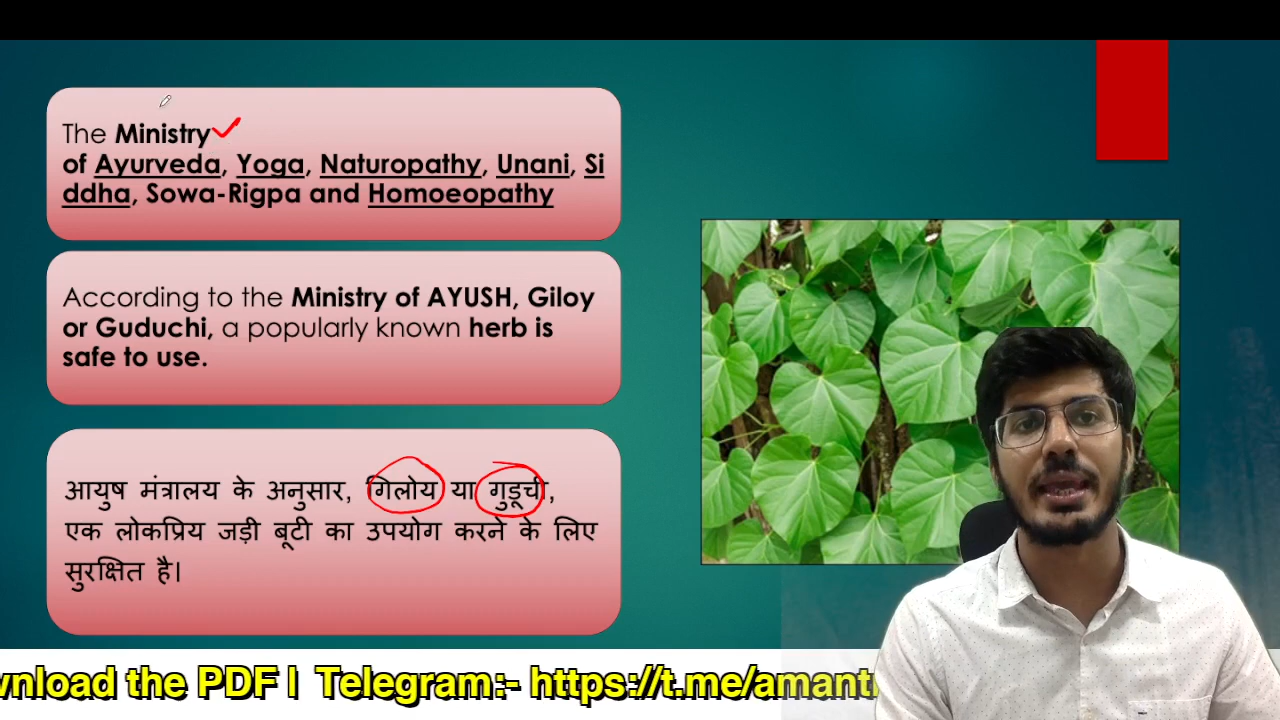 The Ministry
of Ayurveda, Yoga, Naturopathy, Unani, Si
ddha, Sowa-Rigpa and Homoeopathy
According to the Ministry of AYUSH, Giloy
or Guduchi, a popularly known herb is
safe to use.
आयुष मंत्रालय के अनुसार, गिलोय या गुडूची,
एक लोकप्रिय जड़ी बूटी का उपयोग करने के लिए
सुरक्षित है।
wnload the PDF l Telegram:- https://t.me/amant